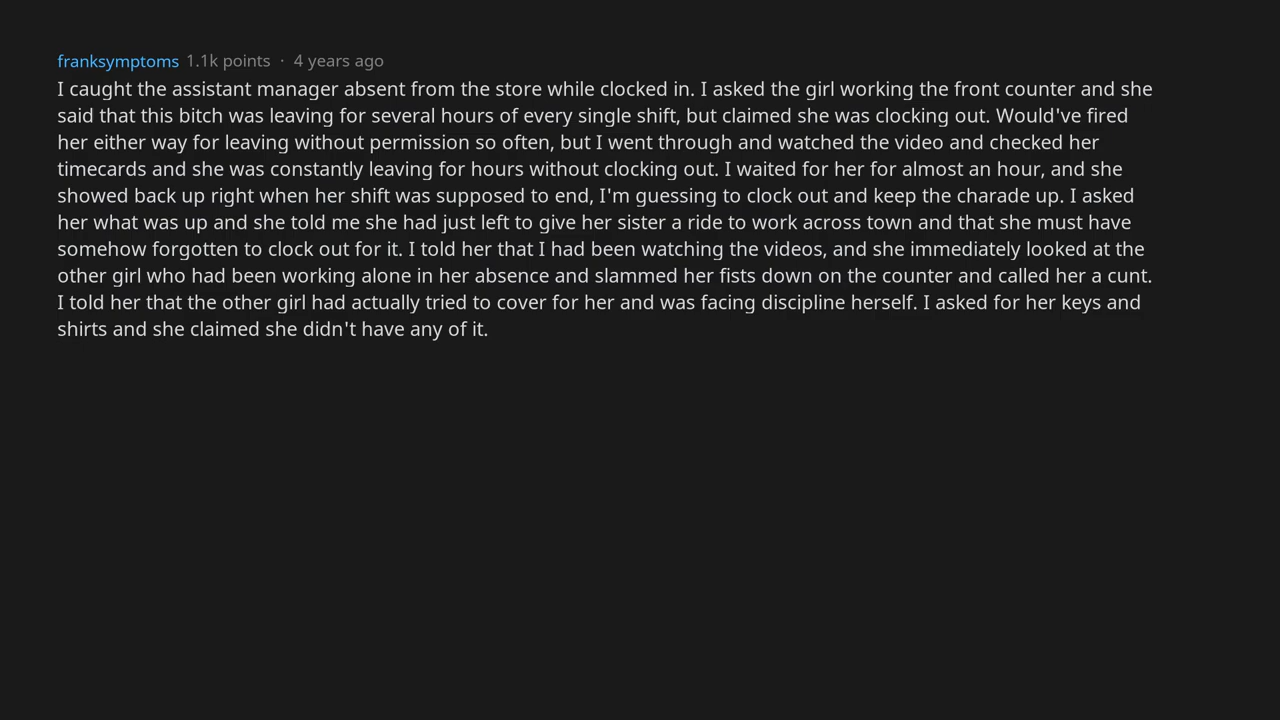 franksymptoms 1.1k points · 4 years ago
I caught the assistant manager absent from the store while clocked in. I asked the girl working the front counter and she
said that this bitch was leaving for several hours of every single shift, but claimed she was clocking out. Would've fired
her either way for leaving without permission so often, but I went through and watched the video and checked her
timecards and she was constantly leaving for hours without clocking out. I waited for her for almost an hour, and she
showed back up right when her shift was supposed to end, I'm guessing to clock out and keep the charade up. I asked
her what was up and she told me she had just left to give her sister a ride to work across town and that she must have
somehow forgotten to clock out for it. I told her that I had been watching the videos, and she immediately looked at the
other girl who had been working alone in her absence and slammed her fists down on the counter and called her a cunt.
I told her that the other girl had actually tried to cover for her and was facing discipline herself. I asked for her keys and
shirts and she claimed she didn't have any of it.